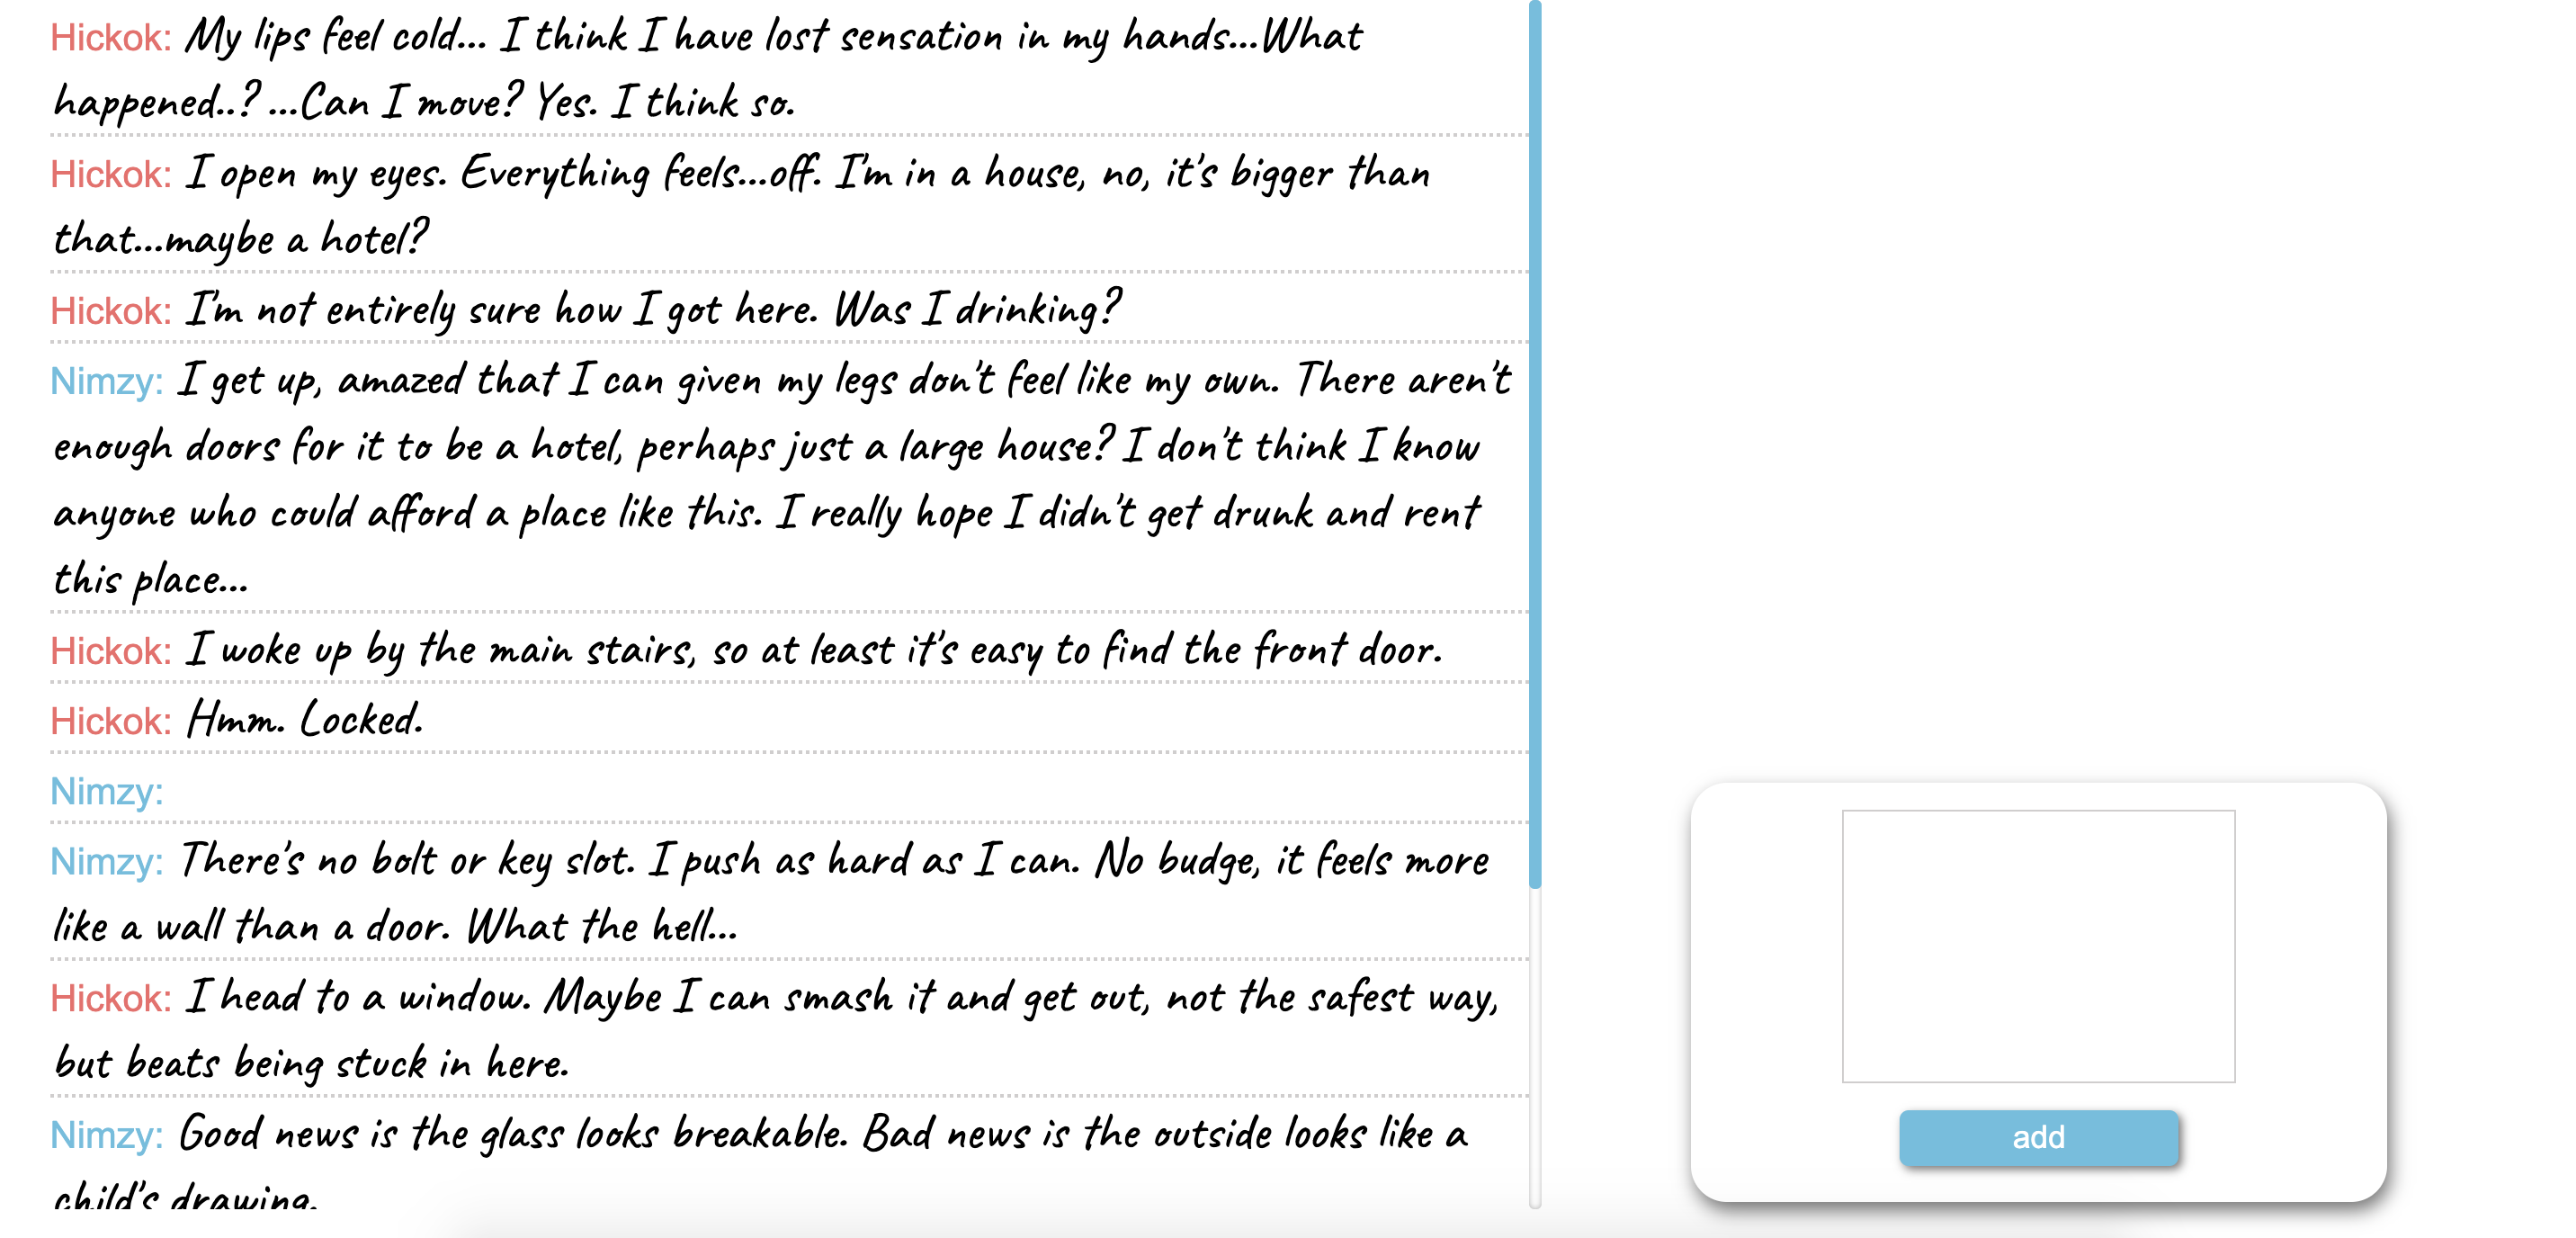 Hickok: My lips feel cold... I think I have lost sensation in my hands...What
happened..? ...Can I move? Yes. I think so.
Hickok: I open my eyes. Everything feels...off. I'm in a house, no, it's bigger than
that...maybe a hotel?
Hickok: I'm not entirely sure how I got here. Was I drinking?
Nimzy: I get up, amazed that I can given my legs don't feel like my own. There aren't
enough doors for it to be a hotel, perhaps just a large house? I don't think I know
anyone who could afford a place like this. I really hope I didn't get drunk and rent
this place...
Hickok: I woke up by the main stairs, so at least it's easy to find the front door.
Hickok: Hmm. Locked.
Nimzy:
Nimzy: There's no bolt or key slot. I push as hard as I can. No budge, it feels more
like a wall than a door. What the hell...
Hickok: I head to a window. Maybe I can smash it and get out, not the safest way,
but beats being stuck in here.
Nimzy: Good news is the glass looks breakable. Bad news is the outside looks like a
child's drawing.
add